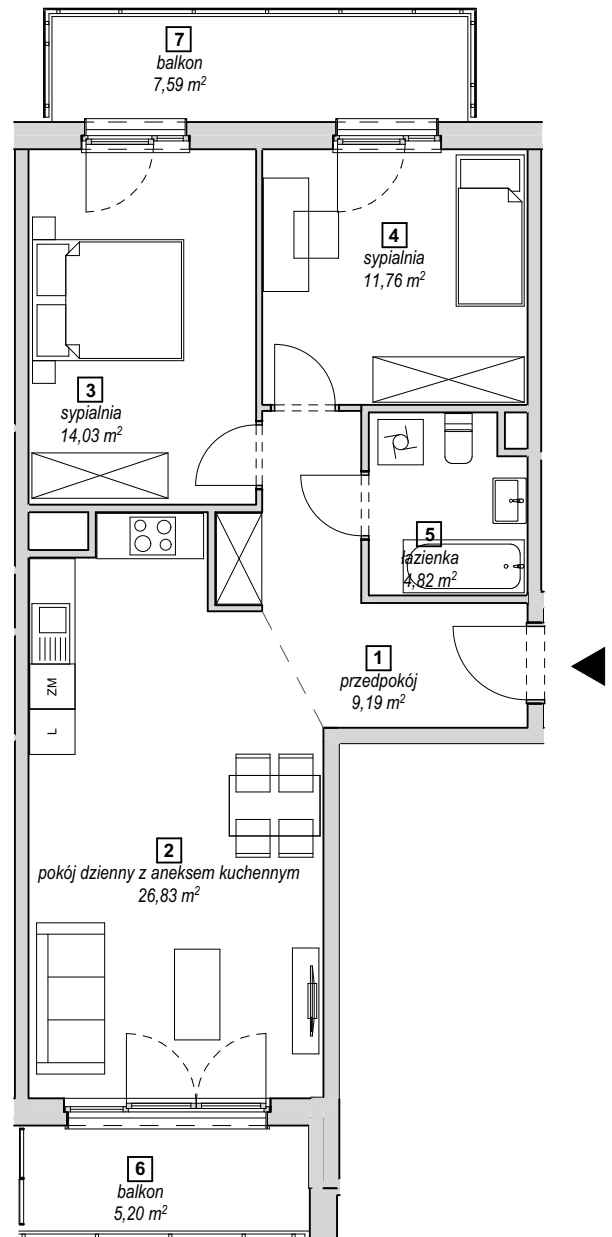 7
balkon
7,59 m²
4
sypialnia
11,76 m²
3
sypialnia
14,03 m²
5
łazienka
4,82 m²
1
przedpokój
9,19 m²
ZM
L
2
pokój dzienny z aneksem kuchennym
26,83 m²
6
balkon
5,20 m²